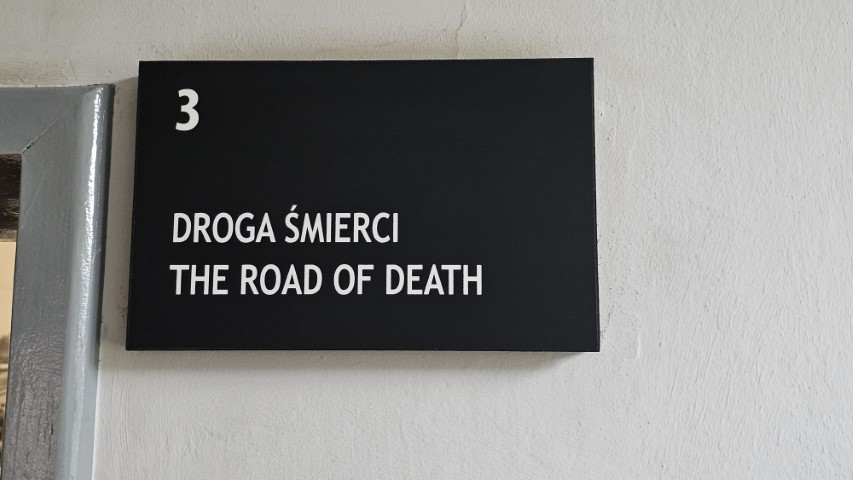 3
DROGA ŚMIERCI
THE ROAD OF DEATH